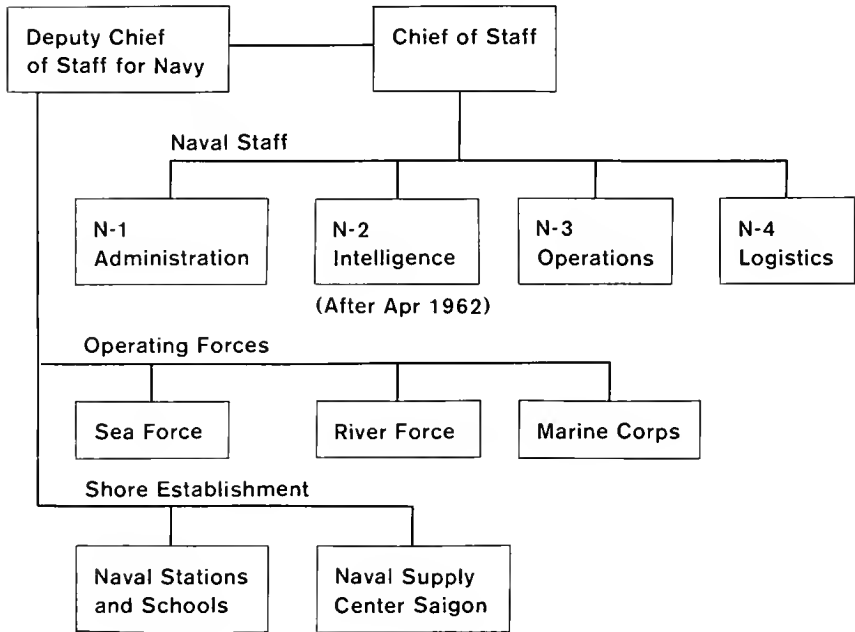 Deputy Chief
of Staff for Navy
Chief of Staff
Naval Staff
N-1
Administration
N-2
Intelligence
N-3
Operations
N-4
Logistics
(After Apr 1962)
Operating Forces
Sea Force
River Force
Marine Corps
Shore Establishment
Naval Stations
and Schools
Naval Supply
Center Saigon